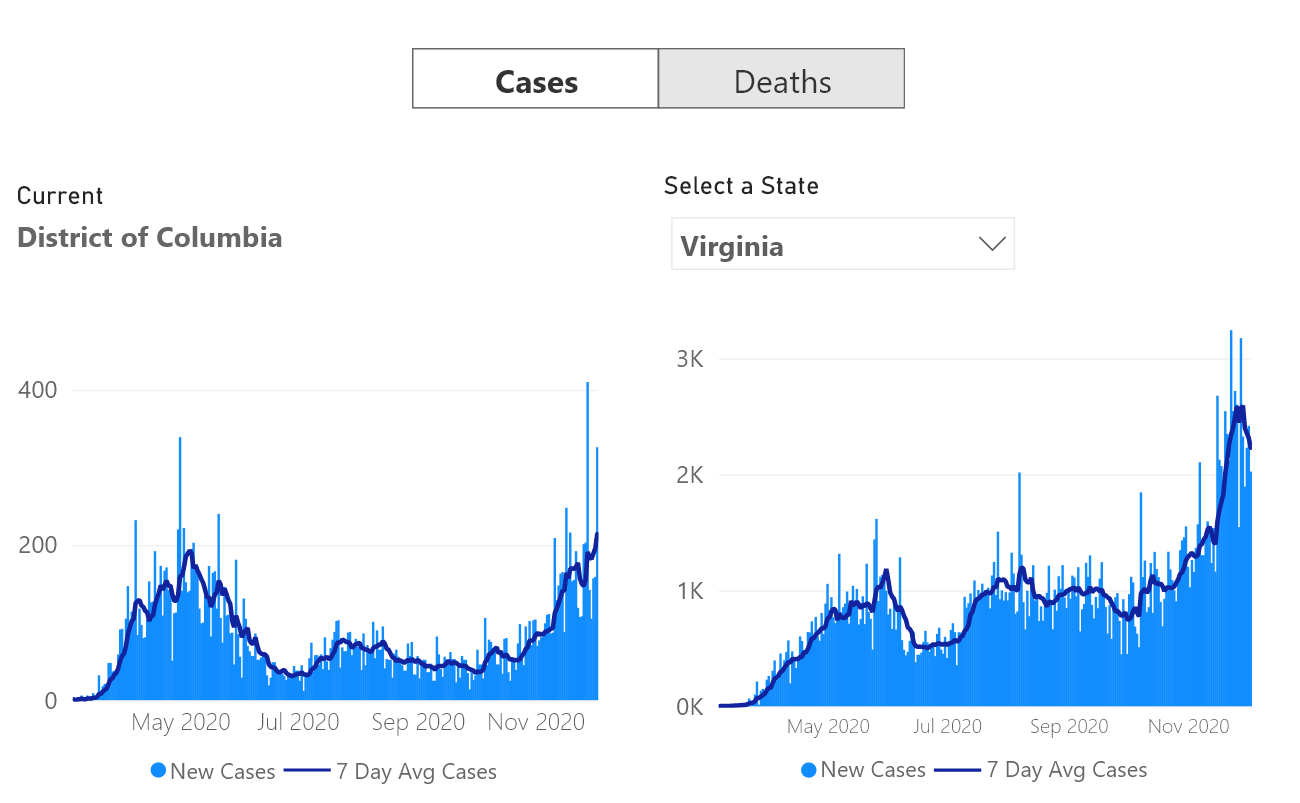 Cases Deaths
Current
District of Columbia
400
200
0
May 2020 Jul 2020 Sep 2020 Nov 2020
New Cases 7 Day Avg Cases
Select a State
Virginia
3K
2K
1K
0K
May 2020 Jul 2020 Sep 2020 Nov 2020
New Cases 7 Day Avg Cases